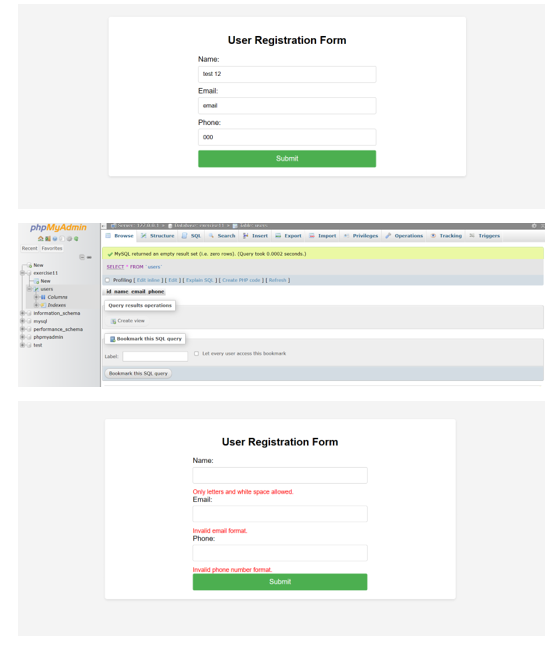 User Registration Form
Name:
test 12
Email:
email
Phone:
000
Submit
phpMyAdmin
Recent Favorites
New
exercise11
New
users
Columns
Indexes
information_schema
mysql
performance_schema
phpmyadmin
test
Server: 127.0.0.1 » Database: exercise11 » Table: users
Browse Structure SQL Search Insert Export Import Privileges Operations Tracking Triggers
MySQL returned an empty result set (i.e. zero rows). (Query took 0.0002 seconds.)
SELECT * FROM `users`
Profiling [ Edit inline ] [ Edit ] [ Explain SQL ] [ Create PHP code ] [ Refresh ]
id name email phone
Query results operations
Create view
Bookmark this SQL query
Label: Let every user access this bookmark
Bookmark this SQL query
User Registration Form
Name:
Only letters and white space allowed.
Email:
Invalid email format.
Phone:
Invalid phone number format.
Submit